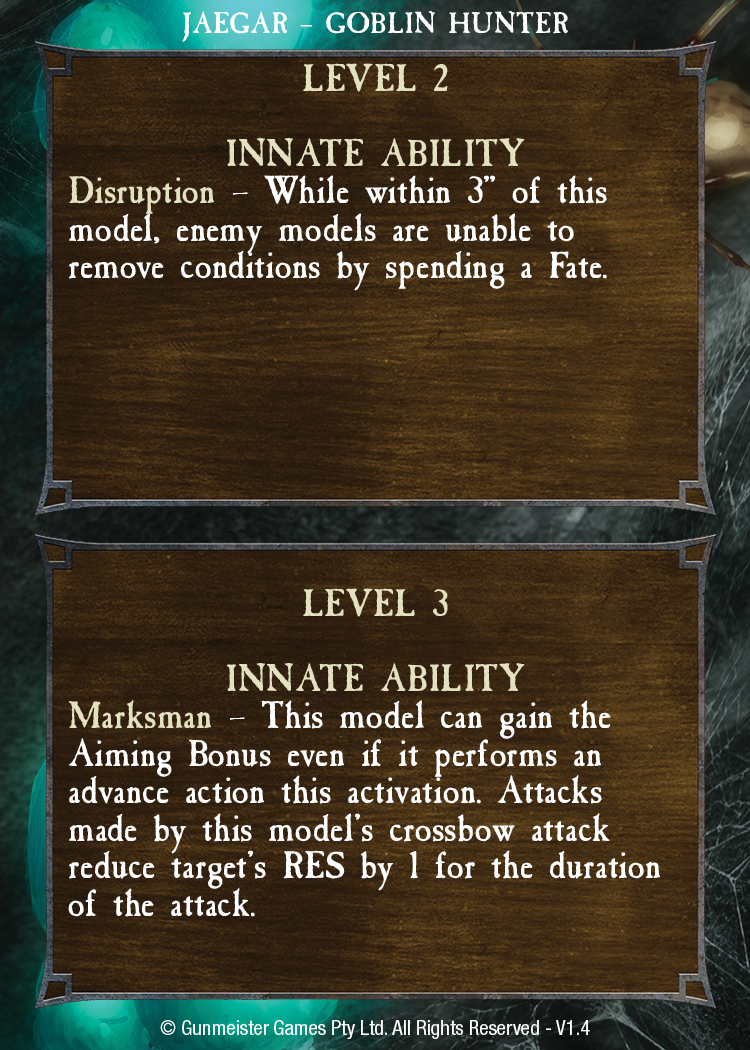 JAEGAR – GOBLIN HUNTER
LEVEL 2
INNATE ABILITY
Disruption – While within 3” of this
model, enemy models are unable to
remove conditions by spending a Fate.
LEVEL 3
INNATE ABILITY
Marksman – This model can gain the
Aiming Bonus even if it performs an
advance action this activation. Attacks
made by this model’s crossbow attack
reduce target’s RES by 1 for the duration
of the attack.
© Gunmeister Games Pty Ltd. All Rights Reserved - V1.4